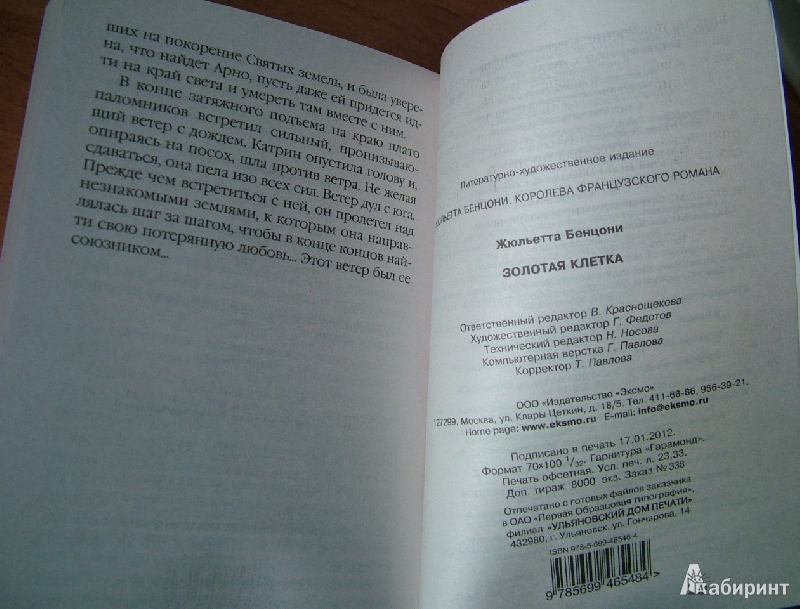 ших на покорение Святых земель, и была увере-
на, что найдет Арно, пусть даже ей придется ид-
ти на край света и умереть там вместе с ним.
В конце затяжного подъема на краю плато
паломников встретил сильный, пронизываю-
щий ветер с дождем. Катрин опустила голову и,
опираясь на посох, шла против ветра. Не желая
сдаваться, она пела изо всех сил. Ветер дул с юга.
Прежде чем встретиться с ней, он пролетел над
незнакомыми землями, к которым она направ-
лялась шаг за шагом, чтобы в конце концов най-
ти свою потерянную любовь... Этот ветер был ее
союзником...
Литературно-художественное издание
ЮЛЬЕТТА БЕНЦОНИ. КОРОЛЕВА ФРАНЦУЗСКОГО РОМАНА
Жюльетта Бенцони
ЗОЛОТАЯ КЛЕТКА
Ответственный редактор В. Краснощекова
Художественный редактор Г. Федотов
Технический редактор Н. Носова
Компьютерная верстка Г. Павлова
Корректор Т. Павлова
ООО «Издательство «Эксмо»
127299, Москва, ул. Клары Цеткин, д. 18/5. Тел. 411-68-86, 956-39-21.
Home page: www.eksmo.ru E-mail: info@eksmo.ru
Подписано в печать 17.01.2012.
Формат 70×100 1/32. Гарнитура «Гарамонд».
Печать офсетная. Усл. печ. л. 23,33.
Доп. тираж 8000 экз. Заказ № 338
Отпечатано с готовых файлов заказчика
в ОАО «Первая Образцовая типография»,
филиал «УЛЬЯНОВСКИЙ ДОМ ПЕЧАТИ»
432980, г. Ульяновск, ул. Гончарова, 14
ISBN 978-5-699-46548-4
9 785699 465484 >
Лабиринт